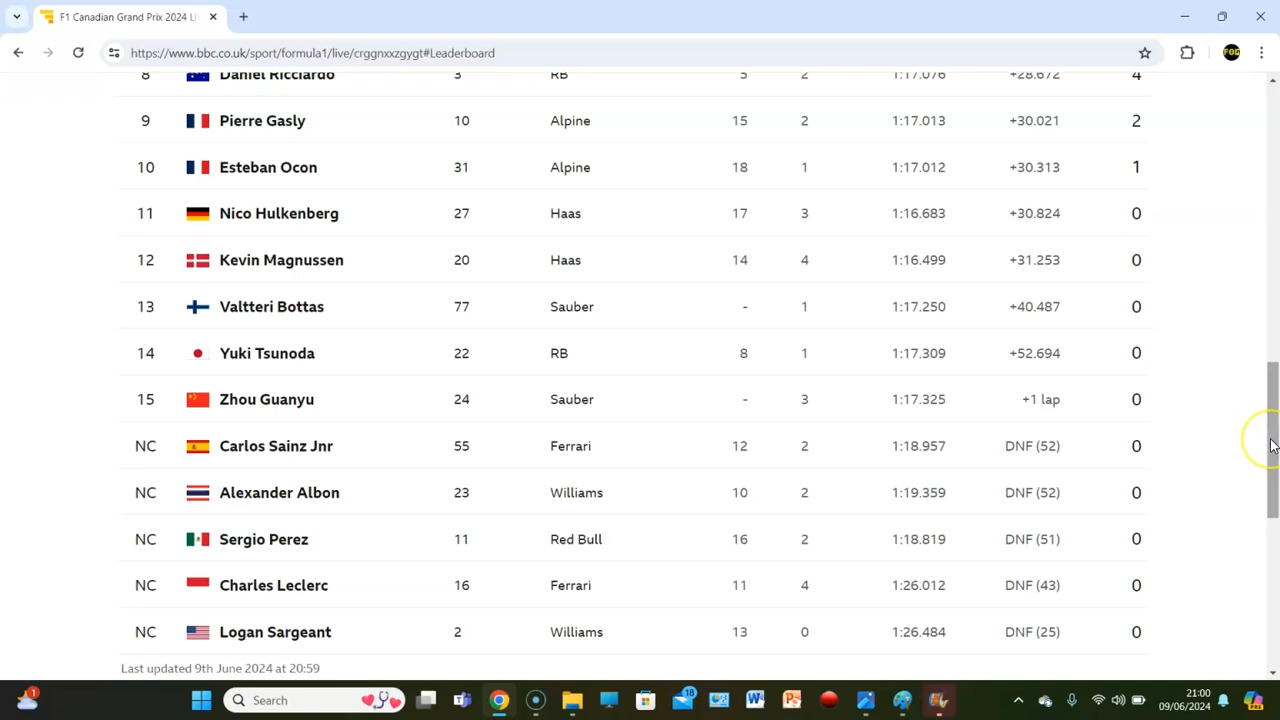 F1 Canadian Grand Prix 2024 LI
https://www.bbc.co.uk/sport/formula1/live/crggnxxzgygt#Leaderboard
8 Daniel Ricciardo 3 RB 5 2 1:17.076 +28.672 4
9 Pierre Gasly 10 Alpine 15 2 1:17.013 +30.021 2
10 Esteban Ocon 31 Alpine 18 1 1:17.012 +30.313 1
11 Nico Hulkenberg 27 Haas 17 3 1:16.683 +30.824 0
12 Kevin Magnussen 20 Haas 14 4 1:16.499 +31.253 0
13 Valtteri Bottas 77 Sauber - 1 1:17.250 +40.487 0
14 Yuki Tsunoda 22 RB 8 1 1:17.309 +52.694 0
15 Zhou Guanyu 24 Sauber - 3 1:17.325 +1 lap 0
NC Carlos Sainz Jnr 55 Ferrari 12 2 1:18.957 DNF (52) 0
NC Alexander Albon 23 Williams 10 2 1:19.359 DNF (52) 0
NC Sergio Perez 11 Red Bull 16 2 1:18.819 DNF (51) 0
NC Charles Leclerc 16 Ferrari 11 4 1:26.012 DNF (43) 0
NC Logan Sargeant 2 Williams 13 0 1:26.484 DNF (25) 0
Last updated 9th June 2024 at 20:59
1 Search 18 21:00
09/06/2024